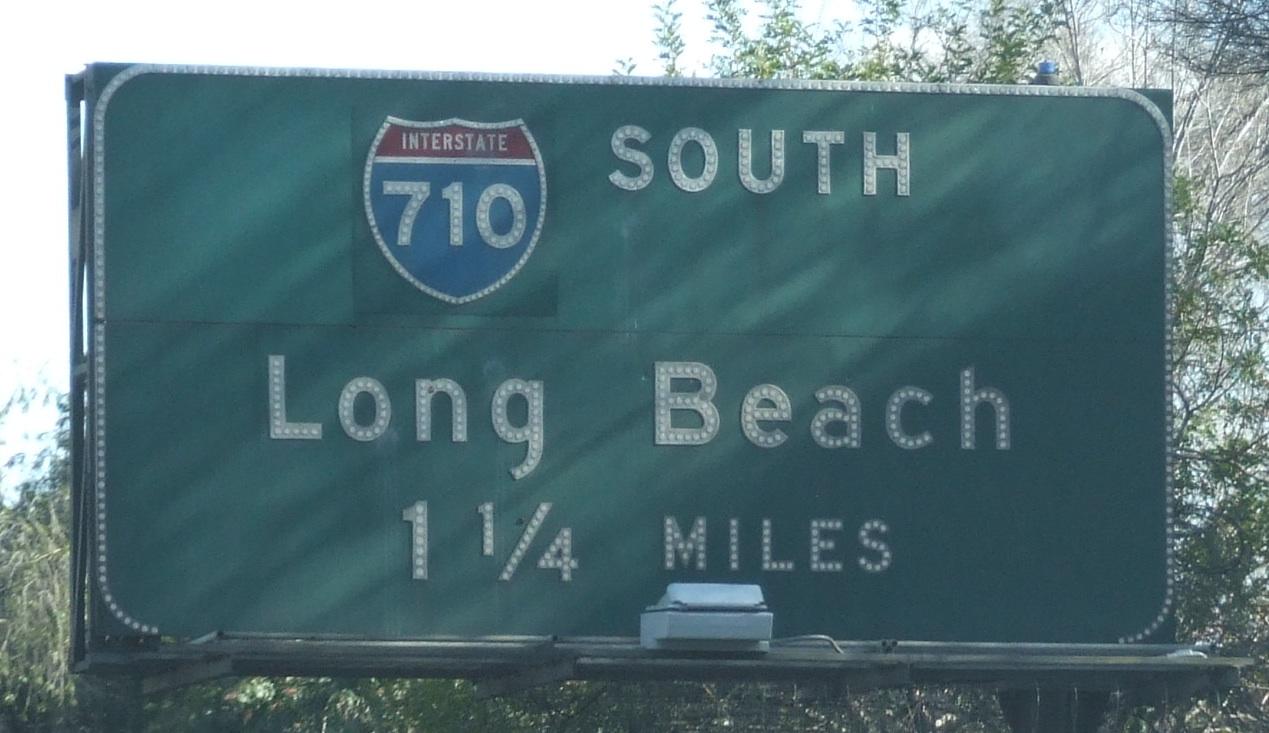 INTERSTATE
710 SOUTH
Long Beach
1 1/4 MILES